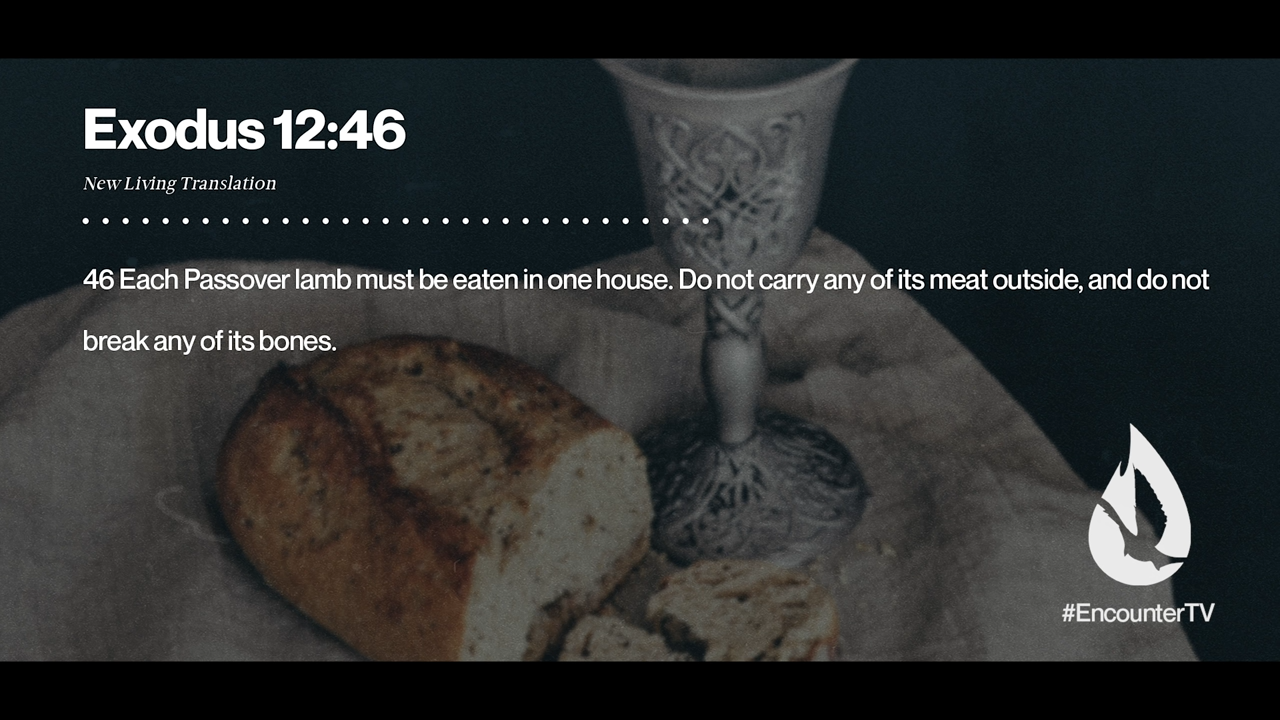 Exodus 12:46
New Living Translation
46 Each Passover lamb must be eaten in one house. Do not carry any of its meat outside, and do not
break any of its bones.
#EncounterTV